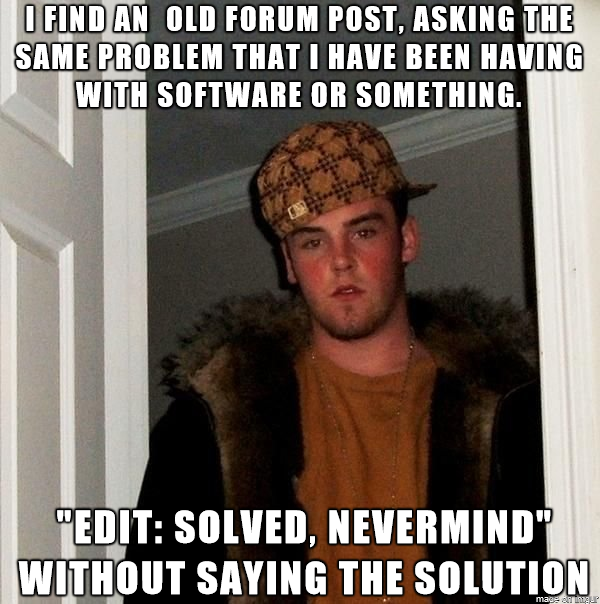 I FIND AN OLD FORUM POST, ASKING THE
SAME PROBLEM THAT I HAVE BEEN HAVING
WITH SOFTWARE OR SOMETHING.
"EDIT: SOLVED, NEVERMIND"
WITHOUT SAYING THE SOLUTION
made on imgur